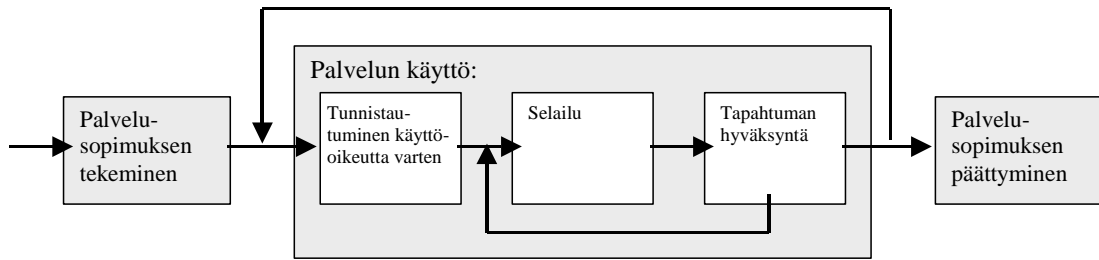 Palvelun käyttö:
Palvelu-
sopimuksen
tekeminen
Tunnistau-
tuminen käyttö-
oikeutta varten
Selailu
Tapahtuman
hyväksyntä
Palvelu-
sopimuksen
päättyminen